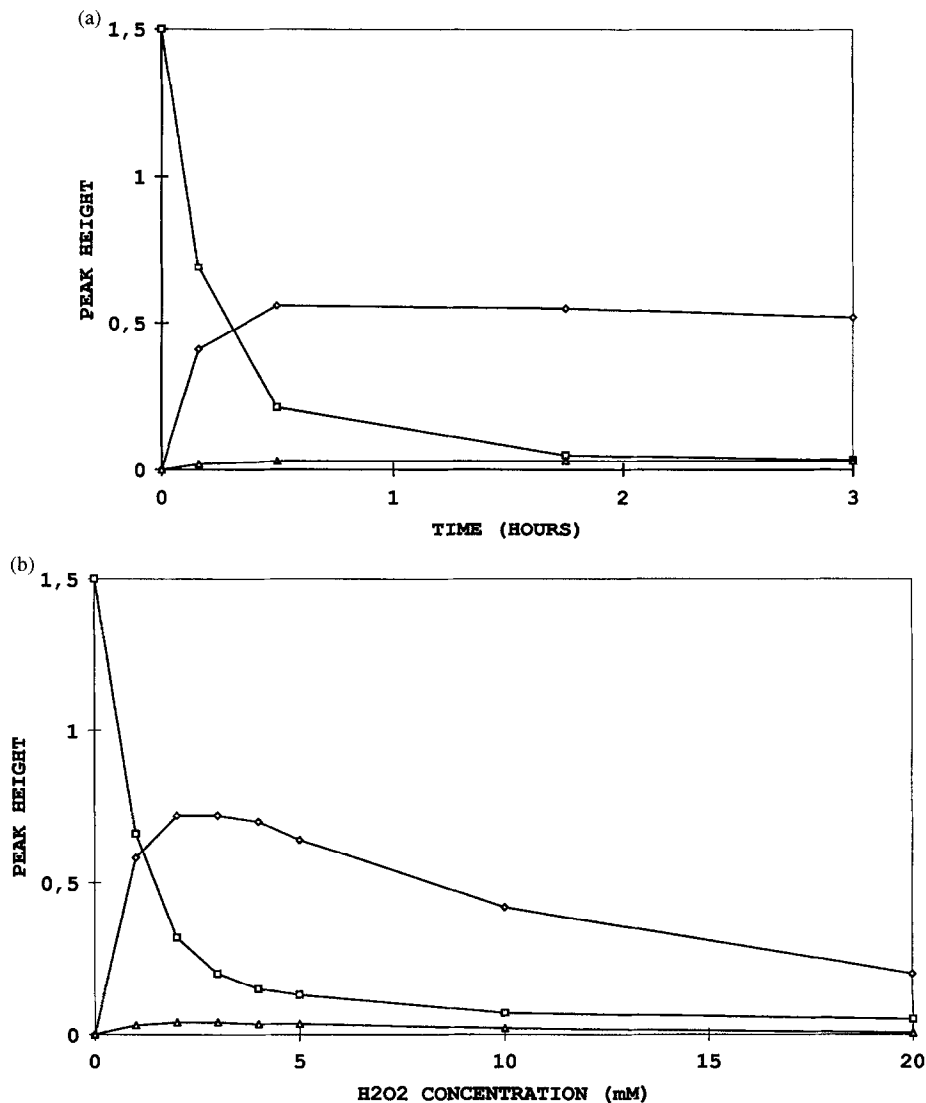 (a)
1,5
1
0,5
0
PEAK HEIGHT
0 1 2 3
TIME (HOURS)
(b)
1,5
1
0,5
0
PEAK HEIGHT
0 5 10 15 20
H2O2 CONCENTRATION (mM)